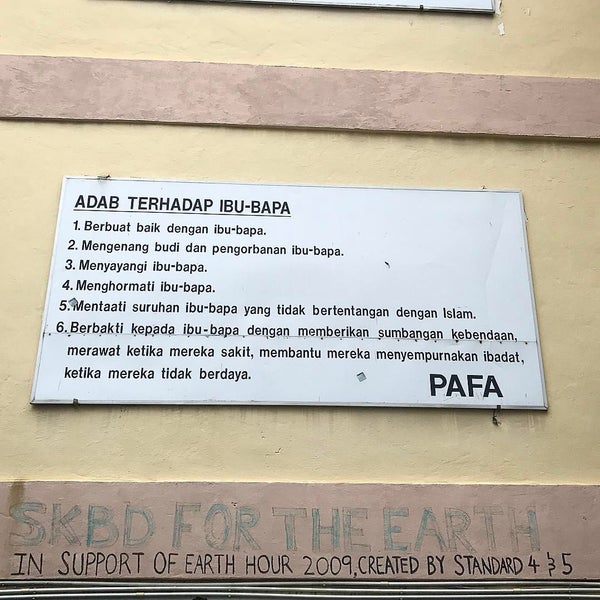 ADAB TERHADAP IBU-BAPA
1. Berbuat baik dengan ibu-bapa.
2. Mengenang budi dan pengorbanan ibu-bapa.
3. Menyayangi ibu-bapa.
4. Menghormati ibu-bapa.
5. Mentaati suruhan ibu-bapa yang tidak bertentangan dengan Islam.
6. Berbakti kepada ibu-bapa dengan memberikan sumbangan kebendaan,
merawat ketika mereka sakit, membantu mereka menyempurnakan ibadat,
ketika mereka tidak berdaya.
PAFA
SKBD FOR THE EARTH
IN SUPPORT OF EARTH HOUR 2009, CREATED BY STANDARD 4 & 5